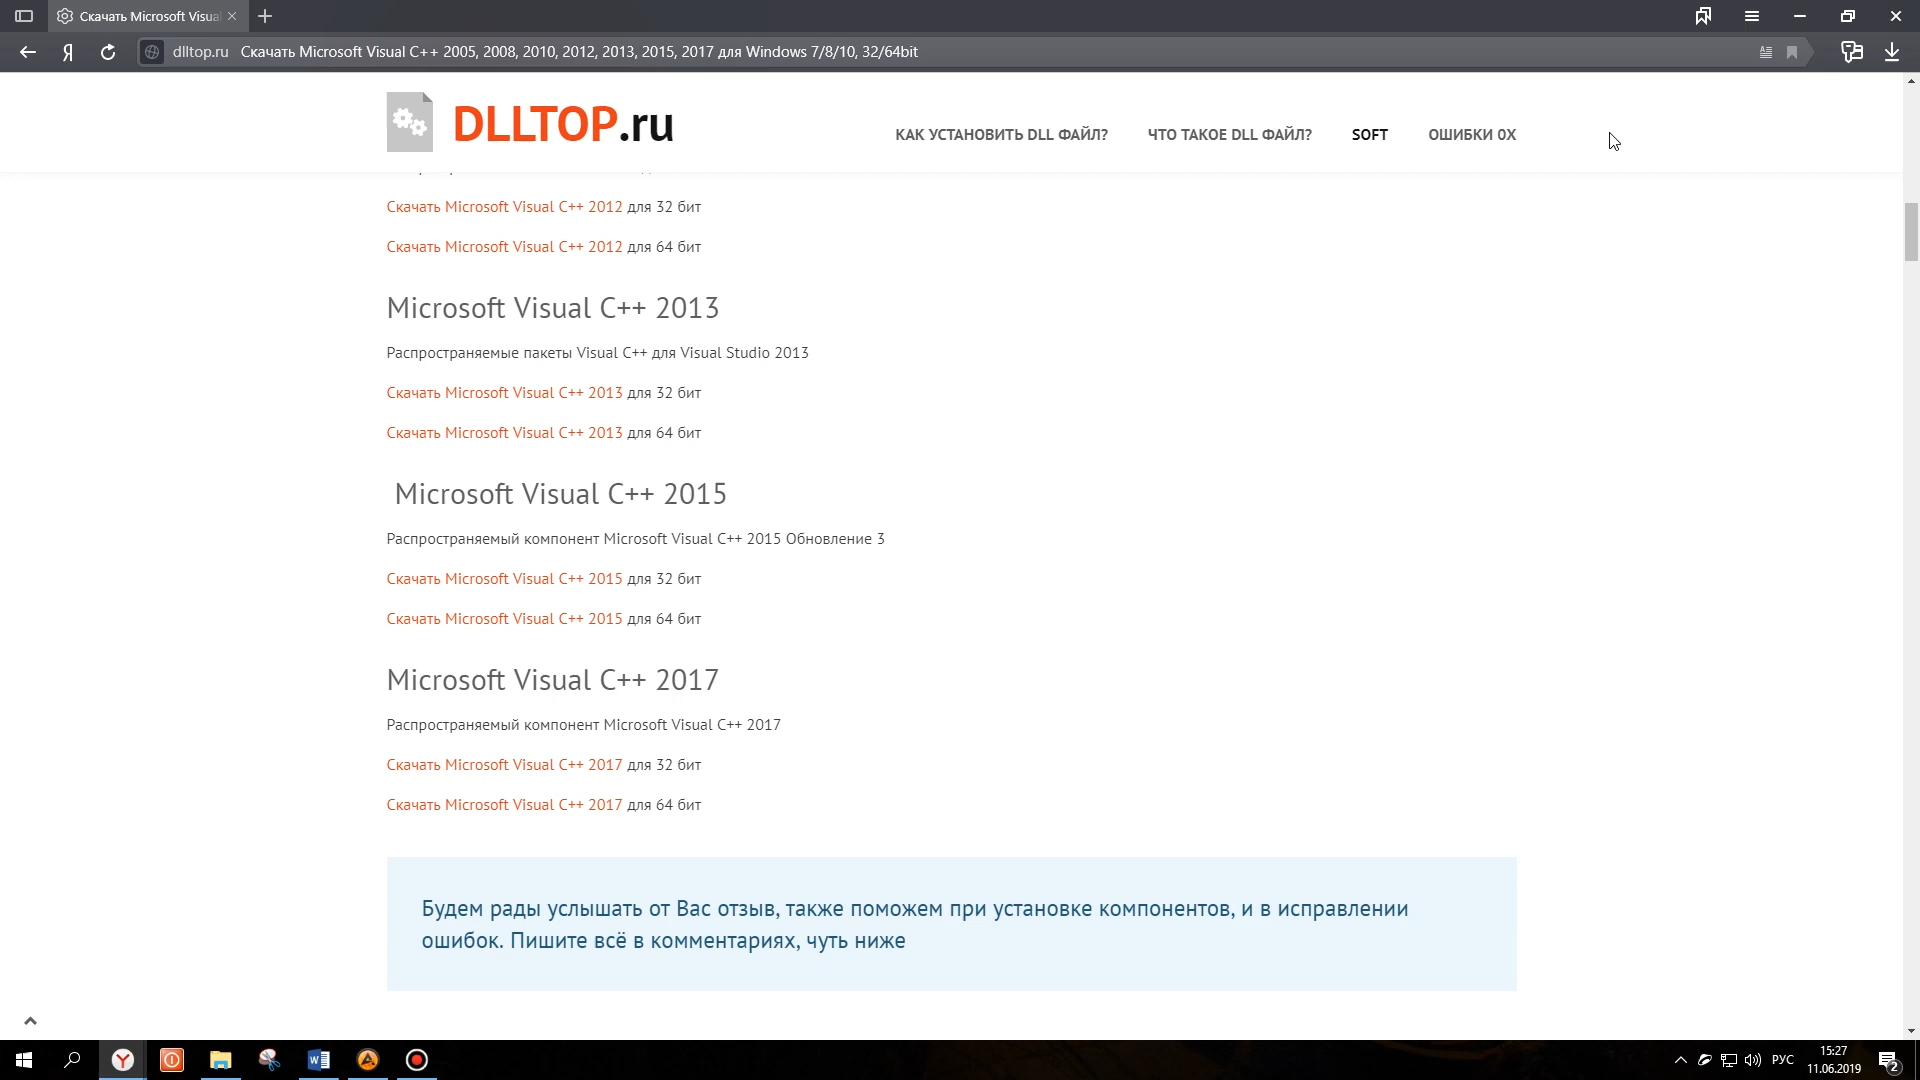 Скачать Microsoft Visual
dlltop.ru Скачать Microsoft Visual C++ 2005, 2008, 2010, 2012, 2013, 2015, 2017 для Windows 7/8/10, 32/64bit
DLLTOP.ru
КАК УСТАНОВИТЬ DLL ФАЙЛ? ЧТО ТАКОЕ DLL ФАЙЛ? SOFT ОШИБКИ 0X
Скачать Microsoft Visual C++ 2012 для 32 бит
Скачать Microsoft Visual C++ 2012 для 64 бит
Microsoft Visual C++ 2013
Распространяемые пакеты Visual C++ для Visual Studio 2013
Скачать Microsoft Visual C++ 2013 для 32 бит
Скачать Microsoft Visual C++ 2013 для 64 бит
Microsoft Visual C++ 2015
Распространяемый компонент Microsoft Visual C++ 2015 Обновление 3
Скачать Microsoft Visual C++ 2015 для 32 бит
Скачать Microsoft Visual C++ 2015 для 64 бит
Microsoft Visual C++ 2017
Распространяемый компонент Microsoft Visual C++ 2017
Скачать Microsoft Visual C++ 2017 для 32 бит
Скачать Microsoft Visual C++ 2017 для 64 бит
Будем рады услышать от Вас отзыв, также поможем при установке компонентов, и в исправлении
ошибок. Пишите всё в комментариях, чуть ниже
РУС
15:27
11.06.2019
2